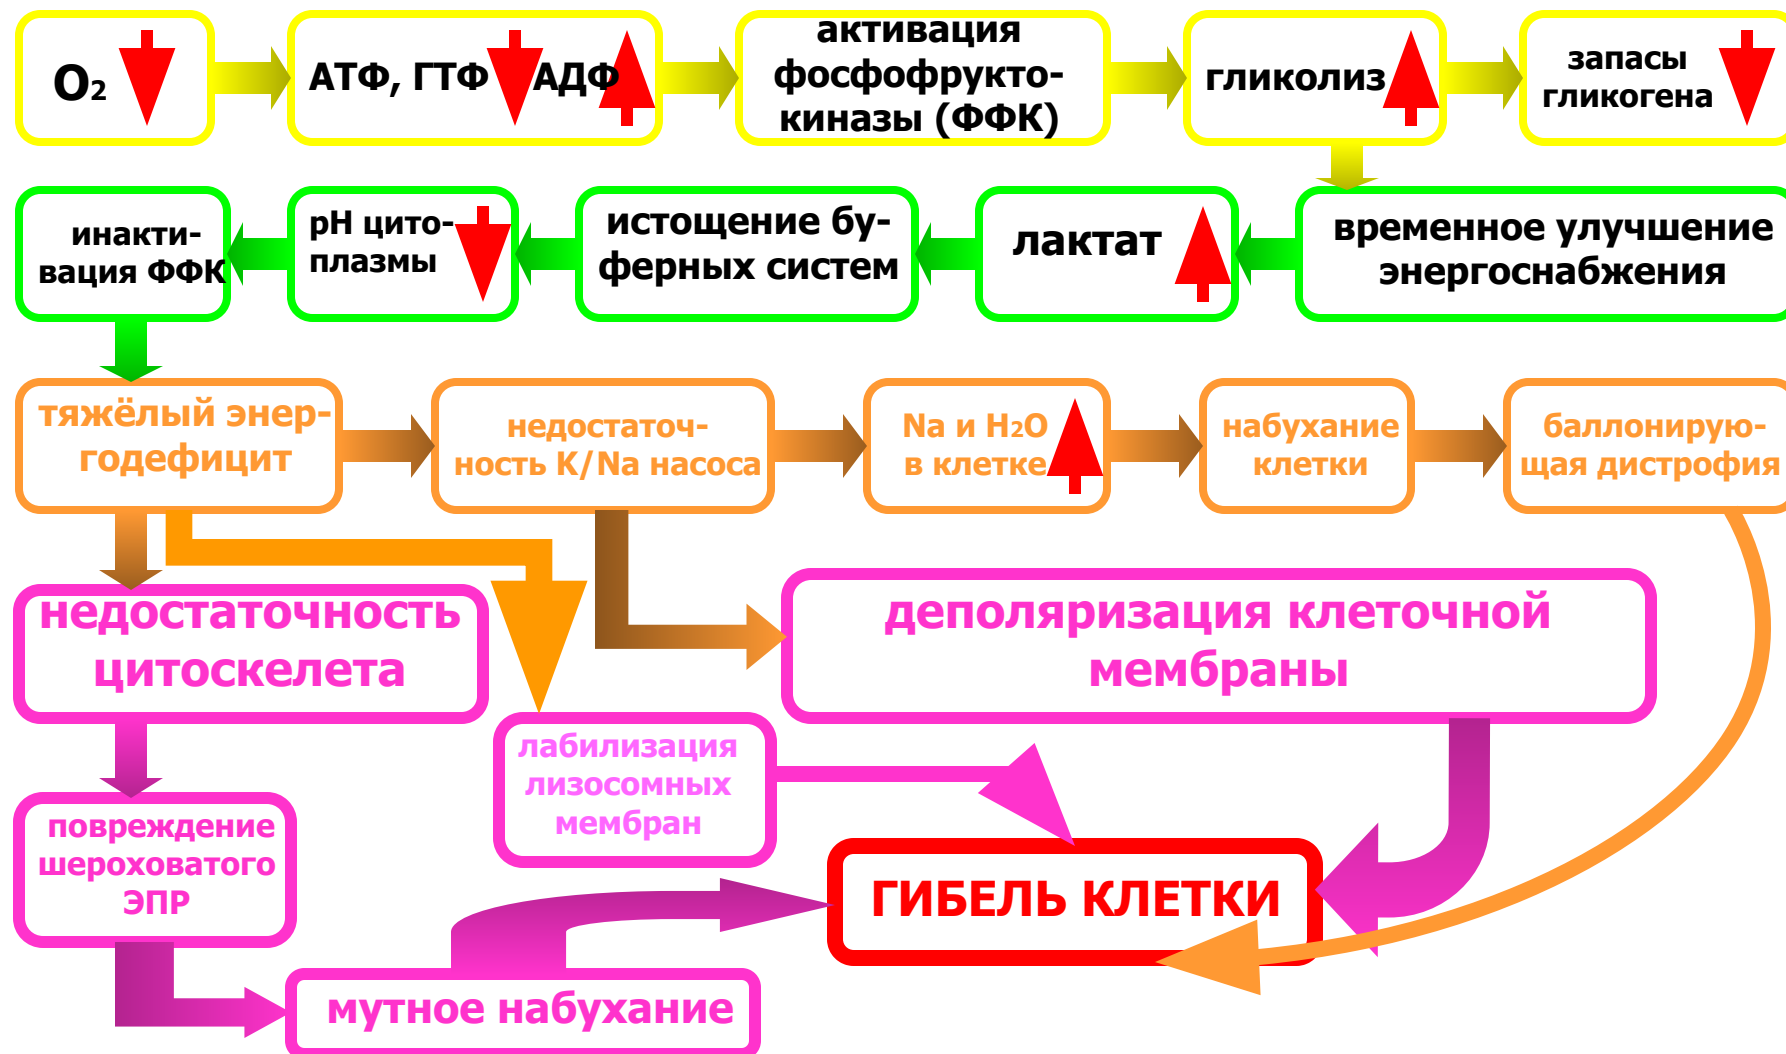 O₂
АТФ, ГТФ АДФ
активация
фосфофрукто-
киназы (ФФК)
гликолиз
запасы
гликогена
инакти-
вация ФФК
pH цито-
плазмы
истощение бу-
ферных систем
лактат
временное улучшение
энергоснабжения
тяжёлый энер-
годефицит
недостаточ-
ность K/Na насоса
Na и H₂O
в клетке
набухание
клетки
баллонирую-
щая дистрофия
недостаточность
цитоскелета
деполяризация клеточной
мембраны
лабилизация
лизосомных
мембран
повреждение
шероховатого
ЭПР
ГИБЕЛЬ КЛЕТКИ
мутное набухание